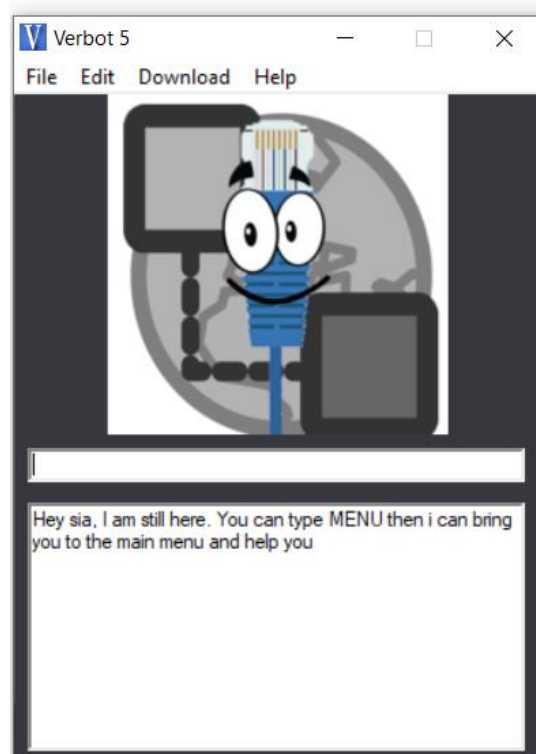 Verbot 5
File Edit Download Help
Hey sia, I am still here. You can type MENU then i can bring
you to the main menu and help you